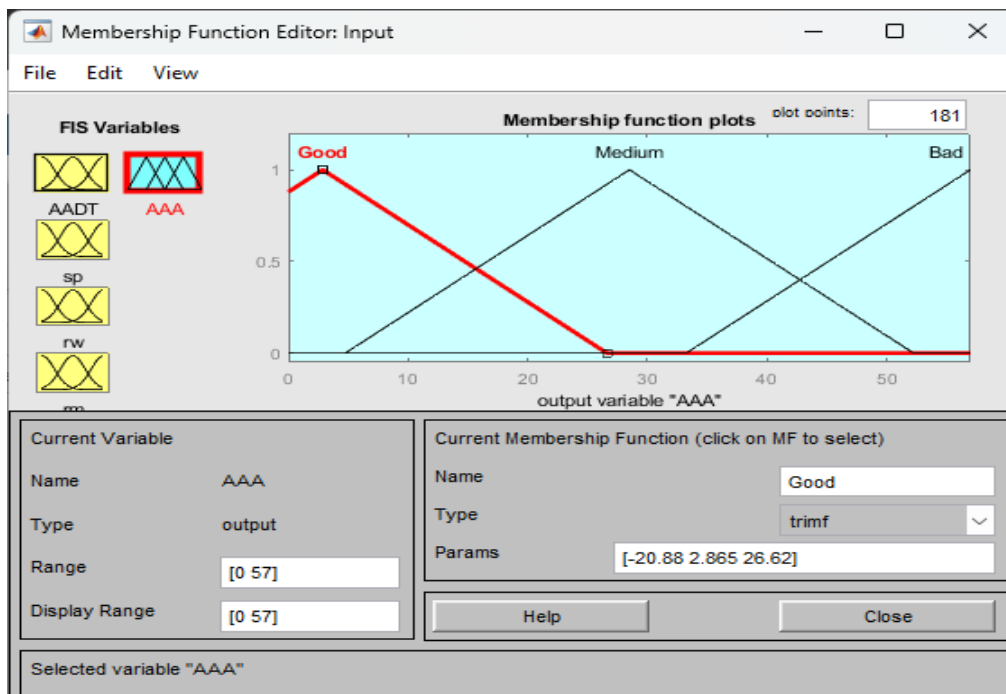 Membership Function Editor: Input
File Edit View
FIS Variables
Membership function plots
plot points:
181
AADT
AAA
sp
rw
Good
Medium
Bad
1
0.5
0
0
10
20
30
40
50
output variable "AAA"
Current Variable
Name AAA
Type output
Range [0 57]
Display Range [0 57]
Current Membership Function (click on MF to select)
Name Good
Type trimf
Params [-20.88 2.865 26.62]
Help
Close
Selected variable "AAA"